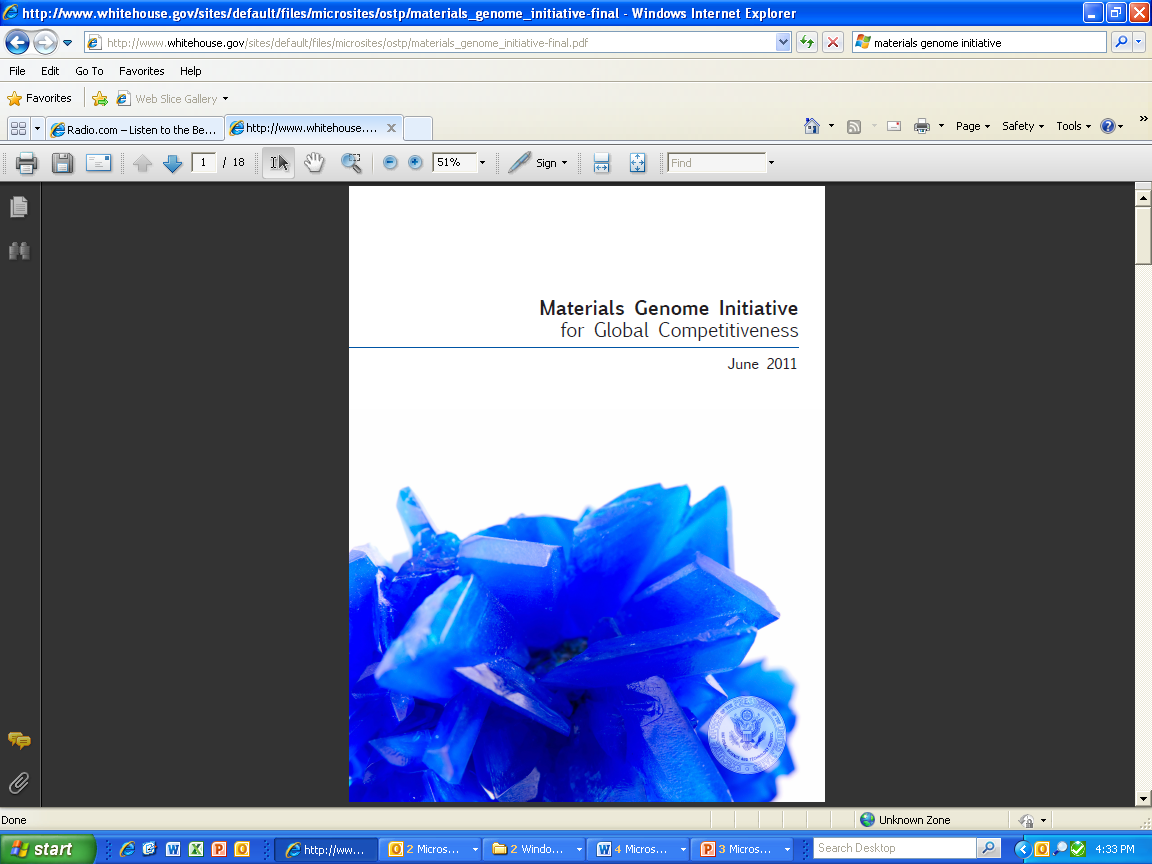 http://www.whitehouse.gov/sites/default/files/microsites/ostp/materials_genome_initiative-final - Windows Internet Explorer
http://www.whitehouse.gov/sites/default/files/microsites/ostp/materials_genome_initiative-final.pdf
materials genome initiative
File Edit Go To Favorites Help
Favorites Web Slice Gallery
Radio.com – Listen to the Be... http://www.whitehouse.... Page Safety Tools
1 / 18 51% Sign Find
Materials Genome Initiative
for Global Competitiveness
June 2011
Done Unknown Zone
start http://ww... 2 Micros... 2 Windo... 4 Micros... 3 Micros... Search Desktop 4:33 PM